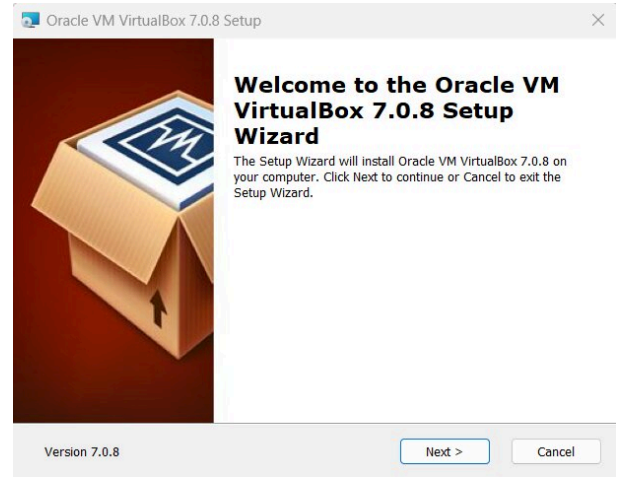 Oracle VM VirtualBox 7.0.8 Setup
Welcome to the Oracle VM
VirtualBox 7.0.8 Setup
Wizard
The Setup Wizard will install Oracle VM VirtualBox 7.0.8 on
your computer. Click Next to continue or Cancel to exit the
Setup Wizard.
Version 7.0.8
Next >
Cancel